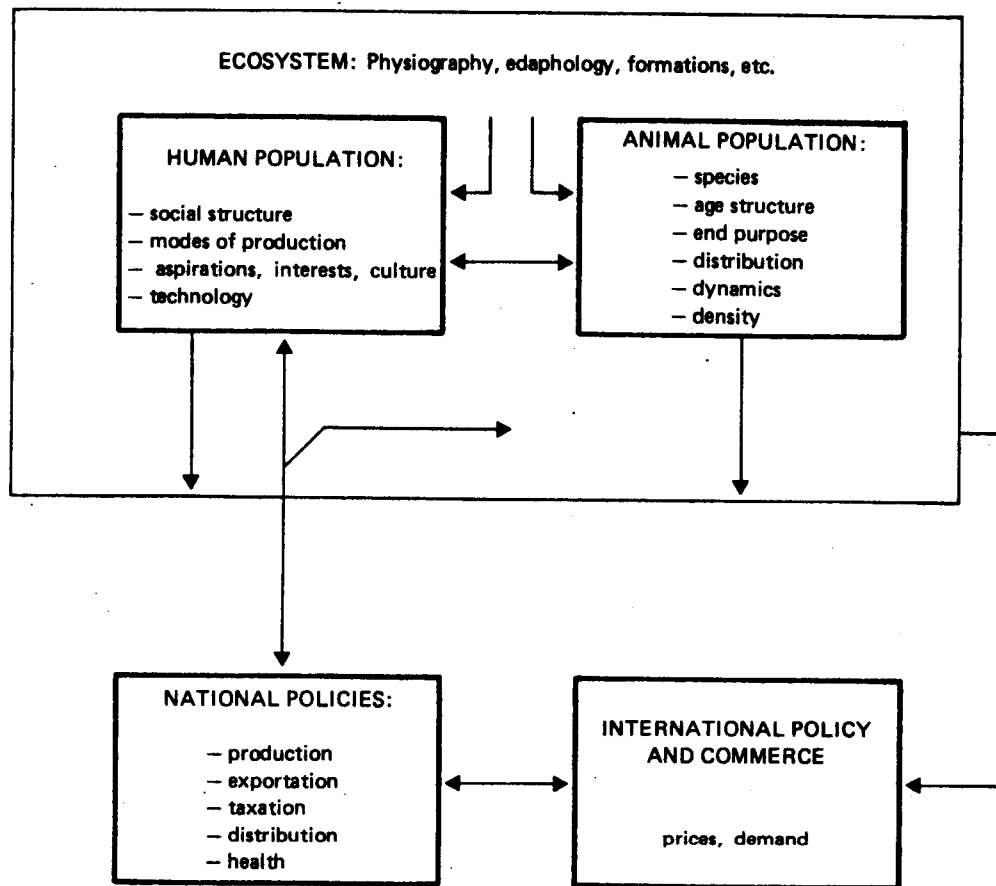 ECOSYSTEM: Physiography, edaphology, formations, etc.
HUMAN POPULATION:
— social structure
— modes of production
— aspirations, interests, culture
— technology
ANIMAL POPULATION:
— species
— age structure
— end purpose
— distribution
— dynamics
— density
NATIONAL POLICIES:
— production
— exportation
— taxation
— distribution
— health
INTERNATIONAL POLICY
AND COMMERCE
prices, demand